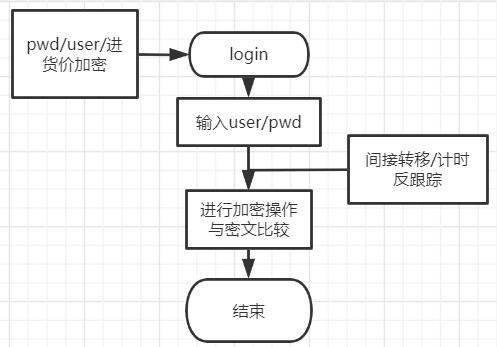 pwd/user/进
货价加密
login
输入user/pwd
间接转移/计时
反跟踪
进行加密操作
与密文比较
结束